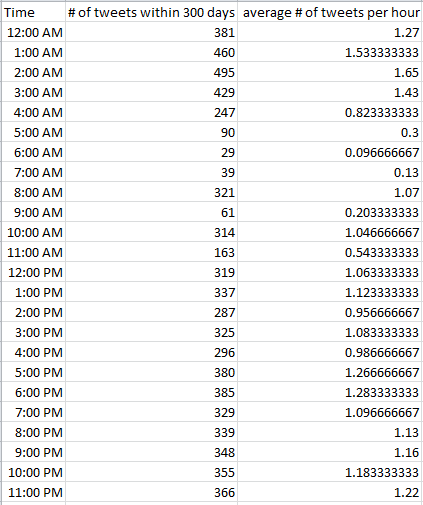 Time # of tweets within 300 days average # of tweets per hour
12:00 AM 381 1.27
1:00 AM 460 1.533333333
2:00 AM 495 1.65
3:00 AM 429 1.43
4:00 AM 247 0.823333333
5:00 AM 90 0.3
6:00 AM 29 0.096666667
7:00 AM 39 0.13
8:00 AM 321 1.07
9:00 AM 61 0.203333333
10:00 AM 314 1.046666667
11:00 AM 163 0.543333333
12:00 PM 319 1.063333333
1:00 PM 337 1.123333333
2:00 PM 287 0.956666667
3:00 PM 325 1.083333333
4:00 PM 296 0.986666667
5:00 PM 380 1.266666667
6:00 PM 385 1.283333333
7:00 PM 329 1.096666667
8:00 PM 339 1.13
9:00 PM 348 1.16
10:00 PM 355 1.183333333
11:00 PM 366 1.22